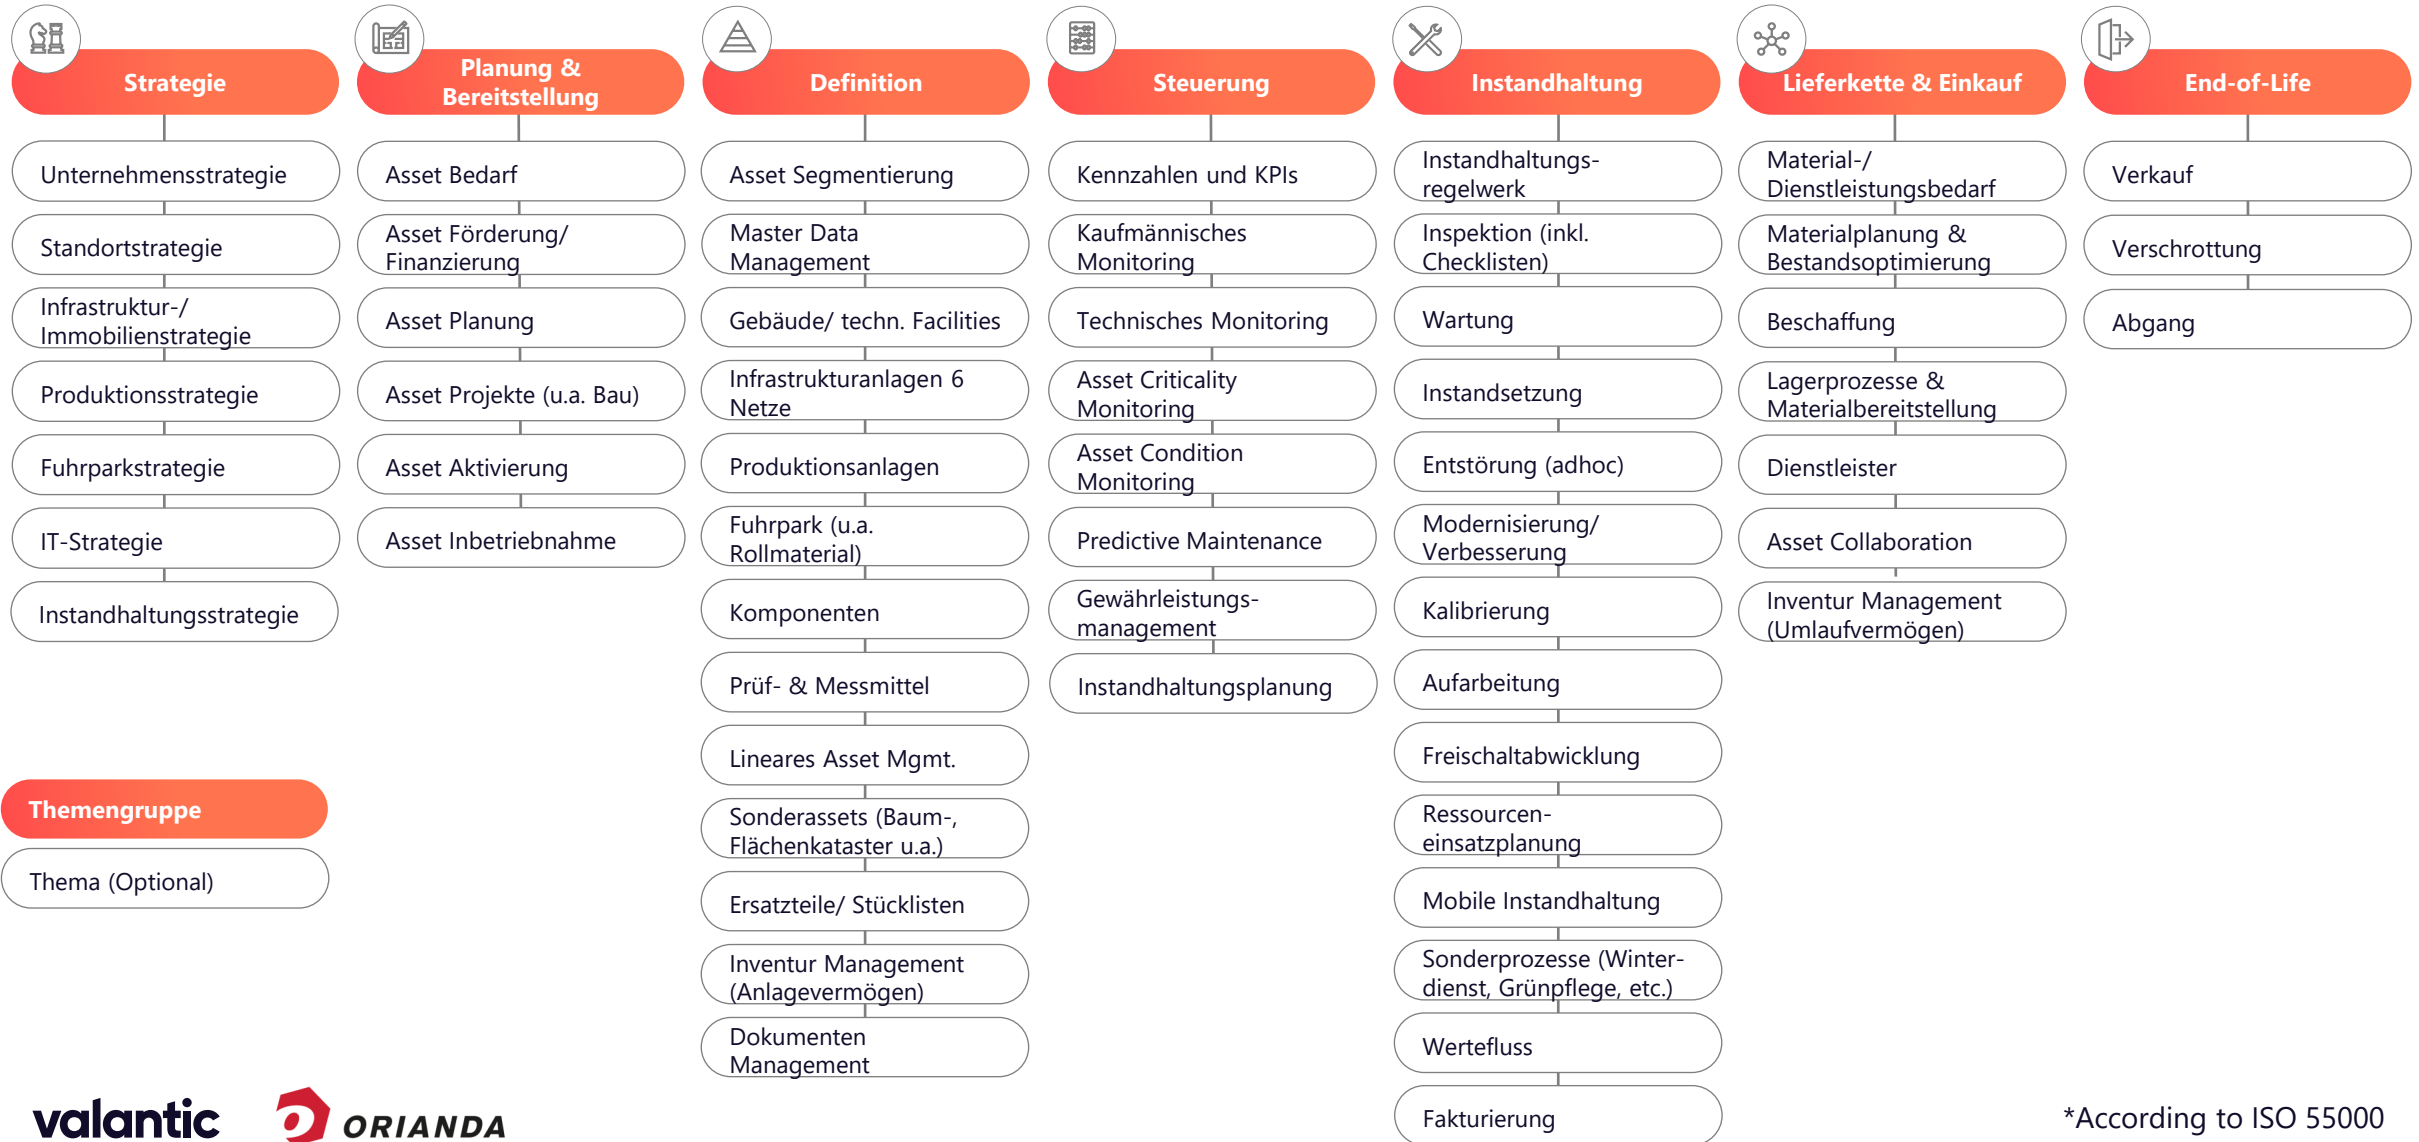 Strategie
Unternehmensstrategie
Standortstrategie
Infrastruktur-/
Immobilienstrategie
Produktionsstrategie
Fuhrparkstrategie
IT-Strategie
Instandhaltungsstrategie
Planung &
Bereitstellung
Asset Bedarf
Asset Förderung/
Finanzierung
Asset Planung
Asset Projekte (u.a. Bau)
Asset Aktivierung
Asset Inbetriebnahme
Definition
Asset Segmentierung
Master Data
Management
Gebäude/ techn. Facilities
Infrastrukturanlagen 6
Netze
Produktionsanlagen
Fuhrpark (u.a.
Rollmaterial)
Komponenten
Prüf- & Messmittel
Lineares Asset Mgmt.
Sonderassets (Baum-,
Flächenkataster u.a.)
Ersatzteile/ Stücklisten
Inventur Management
(Anlagevermögen)
Dokumenten
Management
Steuerung
Kennzahlen und KPIs
Kaufmännisches
Monitoring
Technisches Monitoring
Asset Criticality
Monitoring
Asset Condition
Monitoring
Predictive Maintenance
Gewährleistungs-
management
Instandhaltungsplanung
Instandhaltung
Instandhaltungs-
regelwerk
Inspektion (inkl.
Checklisten)
Wartung
Instandsetzung
Entstörung (adhoc)
Modernisierung/
Verbesserung
Kalibrierung
Aufarbeitung
Freischaltabwicklung
Ressourcen-
einsatzplanung
Mobile Instandhaltung
Sonderprozesse (Winter-
dienst, Grünpflege, etc.)
Wertefluss
Fakturierung
Lieferkette & Einkauf
Material-/
Dienstleistungsbedarf
Materialplanung &
Bestandsoptimierung
Beschaffung
Lagerprozesse &
Materialbereitstellung
Dienstleister
Asset Collaboration
Inventur Management
(Umlaufvermögen)
End-of-Life
Verkauf
Verschrottung
Abgang
Themengruppe
Thema (Optional)
valantic
ORIANDA
*According to ISO 55000